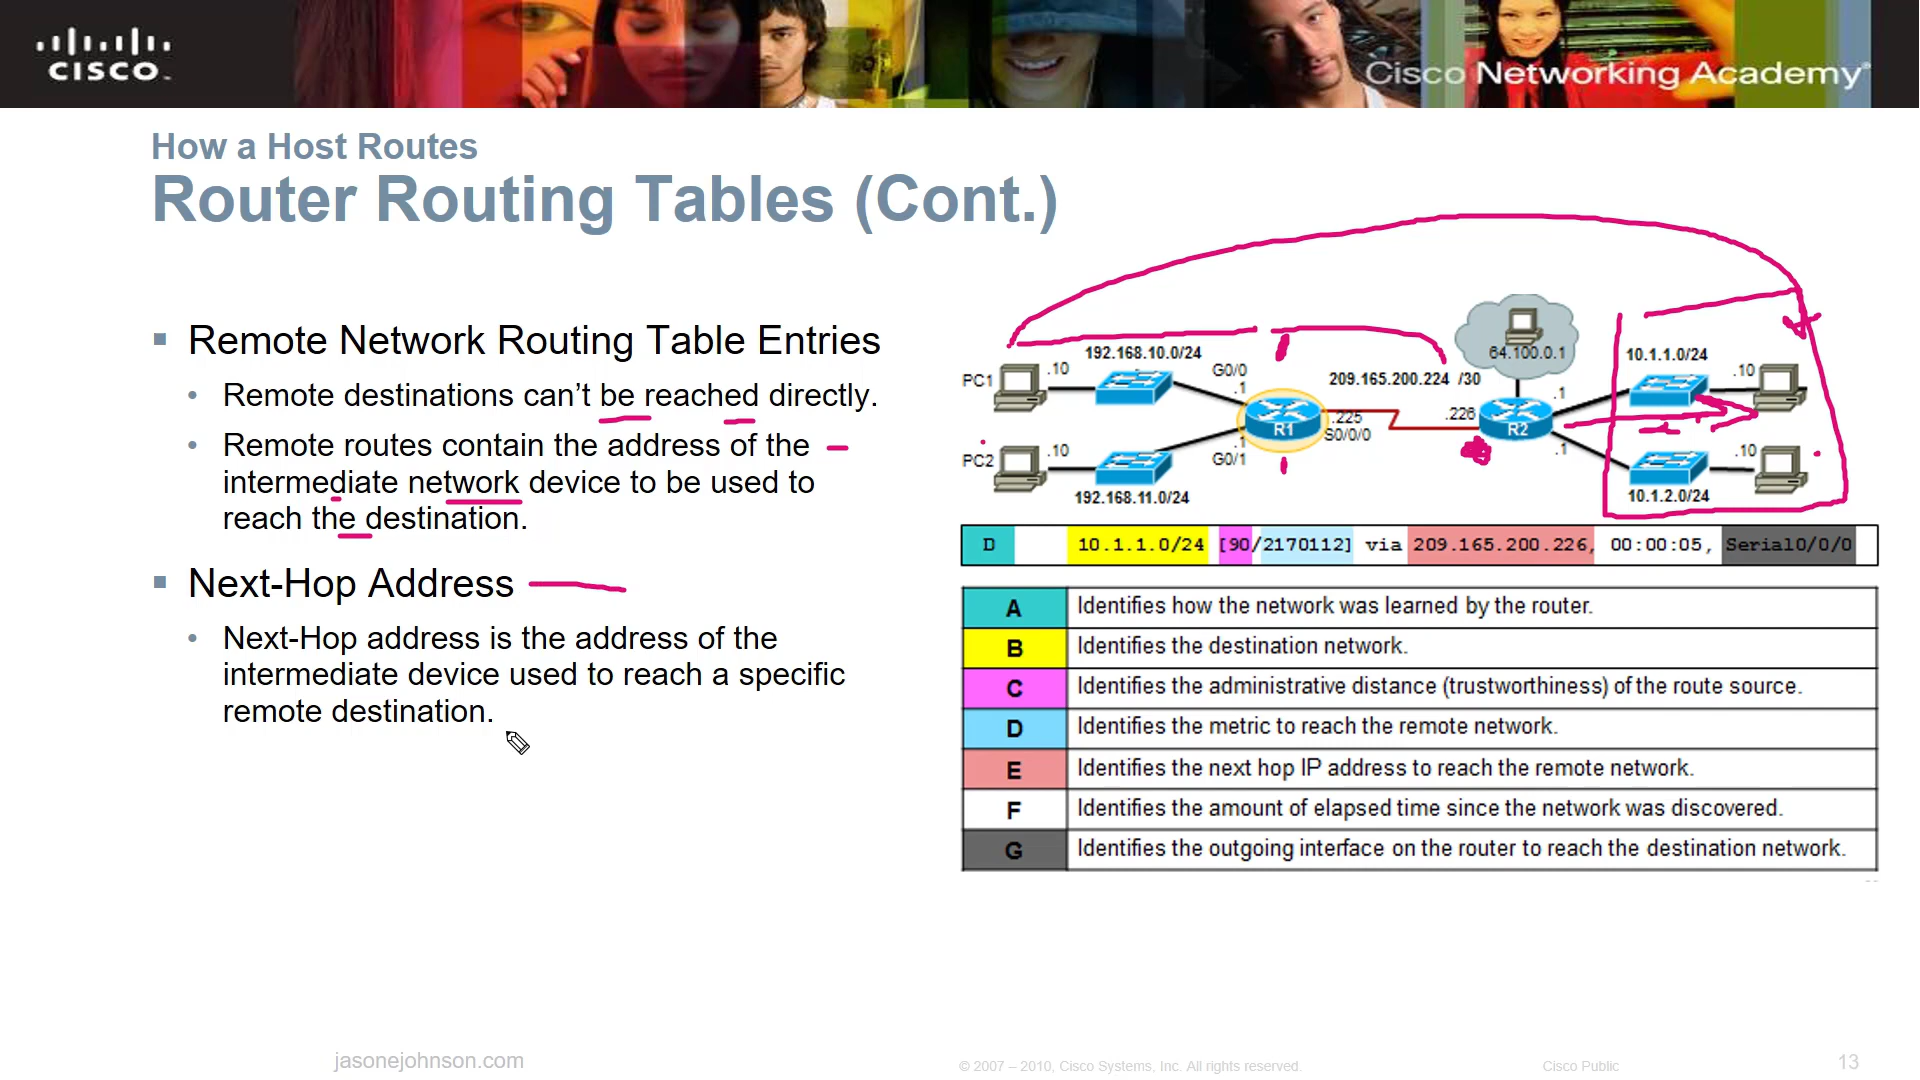 CISCO
Cisco Networking Academy®
How a Host Routes
Router Routing Tables (Cont.)
Remote Network Routing Table Entries
Remote destinations can’t be reached directly.
Remote routes contain the address of the
intermediate network device to be used to
reach the destination.
Next-Hop Address
Next-Hop address is the address of the
intermediate device used to reach a specific
remote destination.
64.100.0.1
192.168.10.0/24
10.1.1.0/24
PC1
.10
G0/0
.1
209.165.200.224 /30
.1
.10
R1
.225
S0/0/0
.226
R2
PC2
.10
.1
G0/1
.1
.10
192.168.11.0/24
10.1.2.0/24
D 10.1.1.0/24 [90/2170112] via 209.165.200.226, 00:00:05, Serial0/0/0
A Identifies how the network was learned by the router.
B Identifies the destination network.
C Identifies the administrative distance (trustworthiness) of the route source.
D Identifies the metric to reach the remote network.
E Identifies the next hop IP address to reach the remote network.
F Identifies the amount of elapsed time since the network was discovered.
G Identifies the outgoing interface on the router to reach the destination network.
jasonejohnson.com
© 2007 – 2010, Cisco Systems, Inc. All rights reserved.
Cisco Public
13